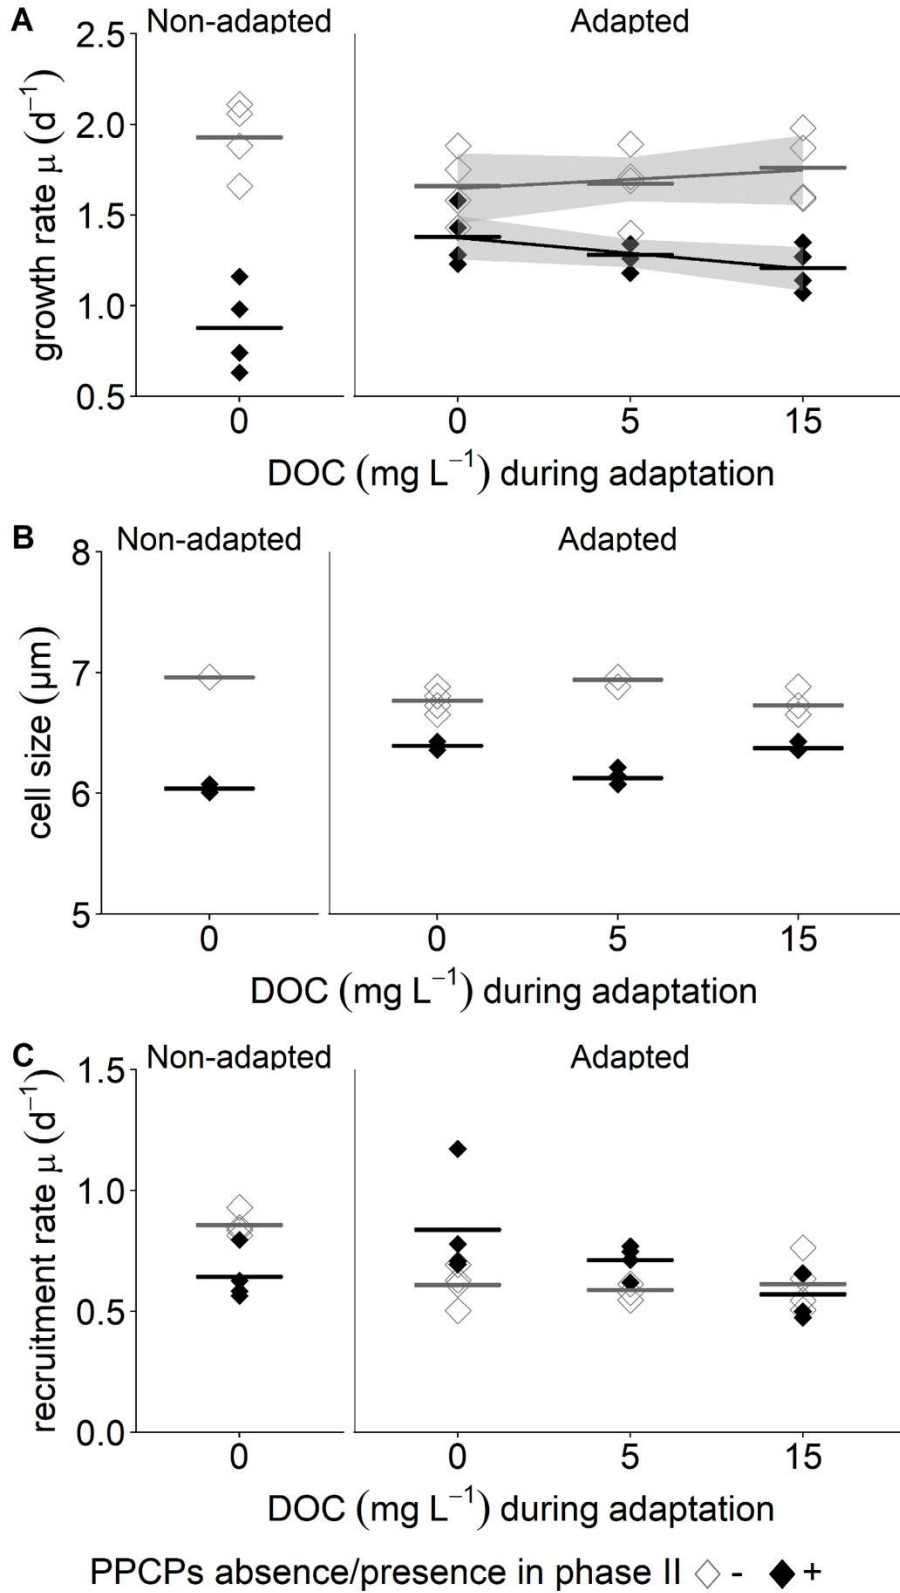 A
Non-adapted Adapted
growth rate μ (d⁻¹)
2.5
2.0
1.5
1.0
0.5
0 0 5 15
DOC (mg L⁻¹) during adaptation
B
Non-adapted Adapted
cell size (µm)
8
7
6
5
0 0 5 15
DOC (mg L⁻¹) during adaptation
C
Non-adapted Adapted
recruitment rate μ (d⁻¹)
1.5
1.0
0.5
0.0
0 0 5 15
DOC (mg L⁻¹) during adaptation
PPCPs absence/presence in phase II - +